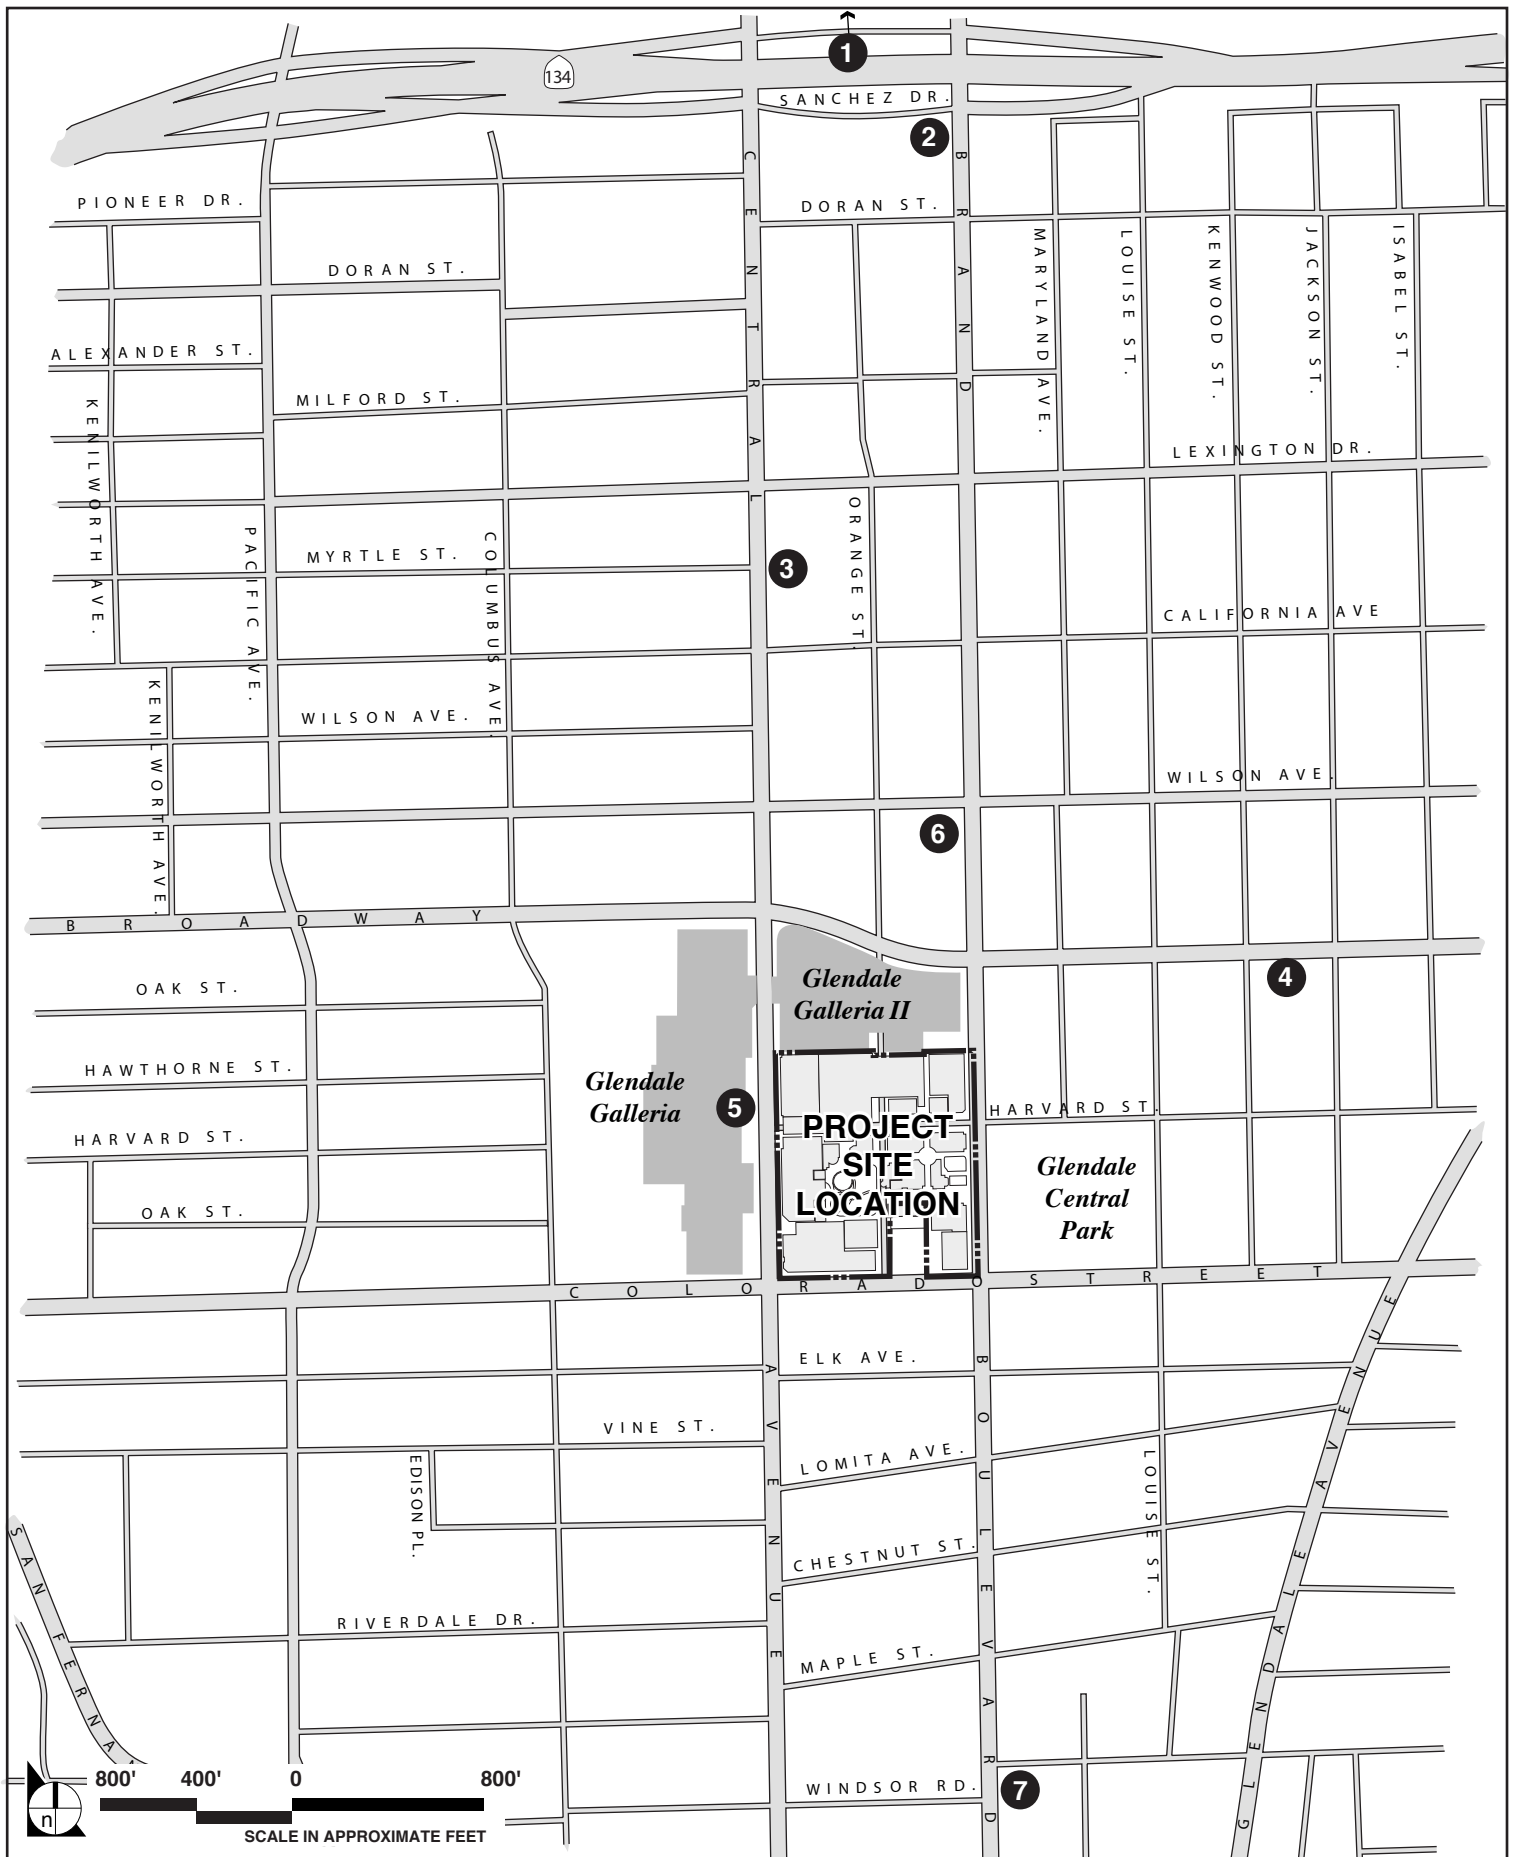 1
134
SANCHEZ DR.
2
PIONEER DR.
DORAN ST.
DORAN ST.
MARYLAND AVE.
LOUISE ST.
KENWOOD ST.
JACKSON ST.
ISABEL ST.
ALEXANDER ST.
MILFORD ST.
KENILWORTH AVE.
LEXINGTON DR.
PACIFIC AVE.
COLUMBUS AVE.
ORANGE ST.
MYRTLE ST.
3
CALIFORNIA AVE
KENILWORTH AVE.
WILSON AVE.
WILSON AVE.
6
BROADWAY
OAK ST.
Glendale
Galleria II
4
HAWTHORNE ST.
Glendale
Galleria
5
HARVARD ST.
PROJECT
SITE
LOCATION
HARVARD ST.
Glendale
Central
Park
OAK ST.
COLORADO STREET
CENTRAL AVENUE
BRAND BOULEVARD
ELK AVE.
VINE ST.
LOMITA AVE.
EDISON PL.
LOUISE ST.
GLENDALE AVENUE
CHESTNUT ST.
SAN FERNA
RIVERDALE DR.
MAPLE ST.
WINDSOR RD.
7
800' 400' 0 800'
n
SCALE IN APPROXIMATE FEET